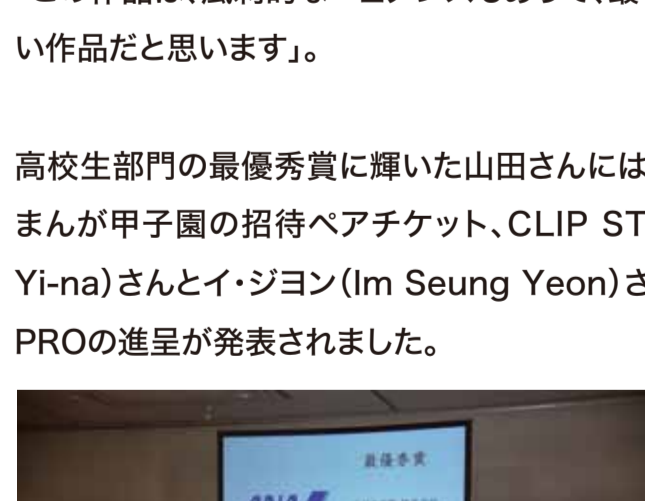 い作品だと思います」。
高校生部門の最優秀賞に輝いた山田さんには
まんが甲子園の招待ペアチケット、CLIP ST
Yi-na)さんとイ・ジヨン(Im Seung Yeon)さ
PROの進呈が発表されました。
最優秀賞